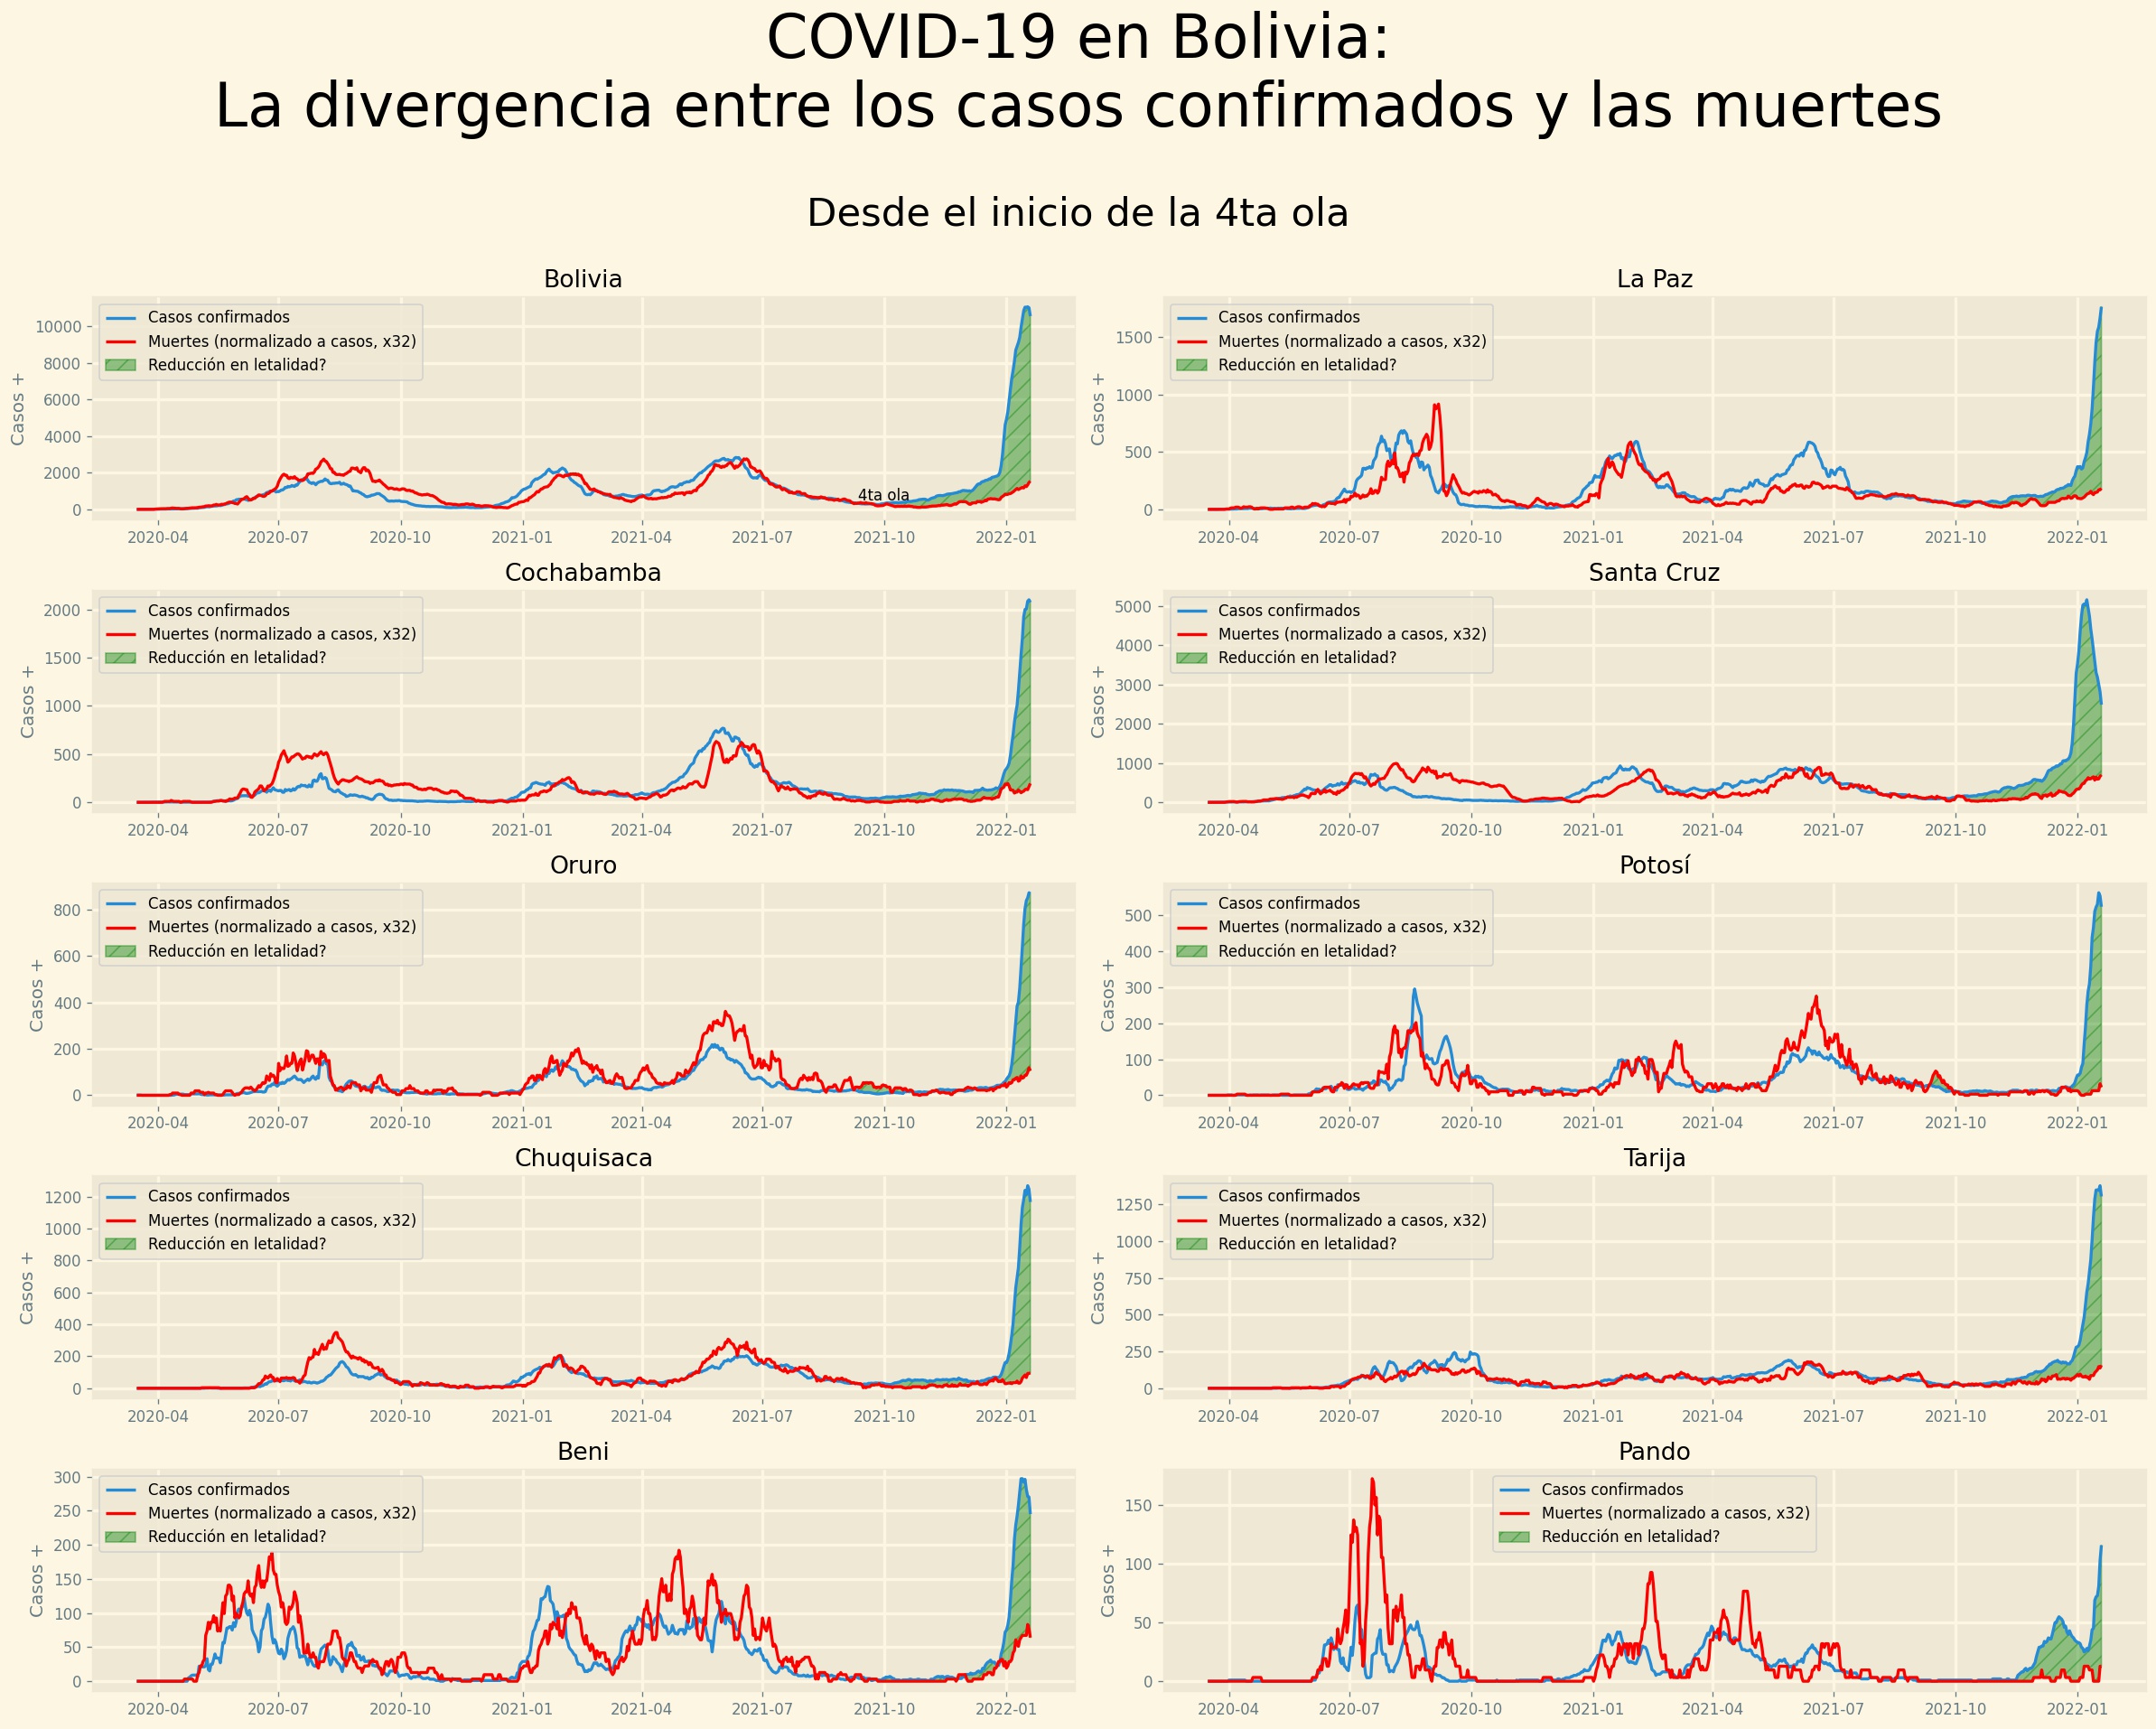 COVID-19 en Bolivia:
La divergencia entre los casos confirmados y las muertes
Desde el inicio de la 4ta ola
Bolivia
Casos +
10000
8000
6000
4000
2000
0
Casos confirmados
Muertes (normalizado a casos, x32)
Reducción en letalidad?
4ta ola
2020-04 2020-07 2020-10 2021-01 2021-04 2021-07 2021-10 2022-01
La Paz
Casos +
1500
1000
500
0
Casos confirmados
Muertes (normalizado a casos, x32)
Reducción en letalidad?
2020-04 2020-07 2020-10 2021-01 2021-04 2021-07 2021-10 2022-01
Cochabamba
Casos +
2000
1500
1000
500
0
Casos confirmados
Muertes (normalizado a casos, x32)
Reducción en letalidad?
2020-04 2020-07 2020-10 2021-01 2021-04 2021-07 2021-10 2022-01
Santa Cruz
Casos +
5000
4000
3000
2000
1000
0
Casos confirmados
Muertes (normalizado a casos, x32)
Reducción en letalidad?
2020-04 2020-07 2020-10 2021-01 2021-04 2021-07 2021-10 2022-01
Oruro
Casos +
800
600
400
200
0
Casos confirmados
Muertes (normalizado a casos, x32)
Reducción en letalidad?
2020-04 2020-07 2020-10 2021-01 2021-04 2021-07 2021-10 2022-01
Potosí
Casos +
500
400
300
200
100
0
Casos confirmados
Muertes (normalizado a casos, x32)
Reducción en letalidad?
2020-04 2020-07 2020-10 2021-01 2021-04 2021-07 2021-10 2022-01
Chuquisaca
Casos +
1200
1000
800
600
400
200
0
Casos confirmados
Muertes (normalizado a casos, x32)
Reducción en letalidad?
2020-04 2020-07 2020-10 2021-01 2021-04 2021-07 2021-10 2022-01
Tarija
Casos +
1250
1000
750
500
250
0
Casos confirmados
Muertes (normalizado a casos, x32)
Reducción en letalidad?
2020-04 2020-07 2020-10 2021-01 2021-04 2021-07 2021-10 2022-01
Beni
Casos +
300
250
200
150
100
50
0
Casos confirmados
Muertes (normalizado a casos, x32)
Reducción en letalidad?
2020-04 2020-07 2020-10 2021-01 2021-04 2021-07 2021-10 2022-01
Pando
Casos +
150
100
50
0
Casos confirmados
Muertes (normalizado a casos, x32)
Reducción en letalidad?
2020-04 2020-07 2020-10 2021-01 2021-04 2021-07 2021-10 2022-01